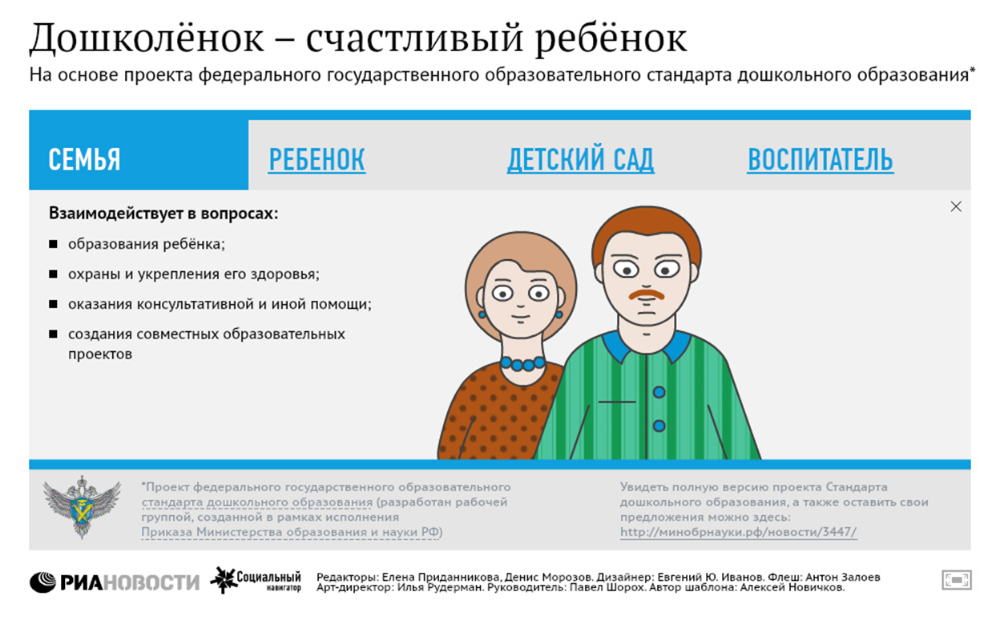 Дошколёнок – счастливый ребёнок
На основе проекта федерального государственного образовательного стандарта дошкольного образования*
СЕМЬЯ
РЕБЕНОК
ДЕТСКИЙ САД
ВОСПИТАТЕЛЬ
Взаимодействует в вопросах:
образования ребёнка;
охраны и укрепления его здоровья;
оказания консультативной и иной помощи;
создания совместных образовательных
проектов
*Проект федерального государственного образовательного
стандарта дошкольного образования (разработан рабочей
группой, созданной в рамках исполнения
Приказа Министерства образования и науки РФ)
Увидеть полную версию проекта Стандарта
дошкольного образования, а также оставить свои
предложения можно здесь:
http://минобрнауки.рф/новости/3447/
РИАНОВОСТИ
Социальный
навигатор
Редакторы: Елена Приданникова, Денис Морозов. Дизайнер: Евгений Ю. Иванов. Флеш: Антон Залоев
Арт-директор: Илья Рудерман. Руководитель: Павел Шорох. Автор шаблона: Алексей Новичков.